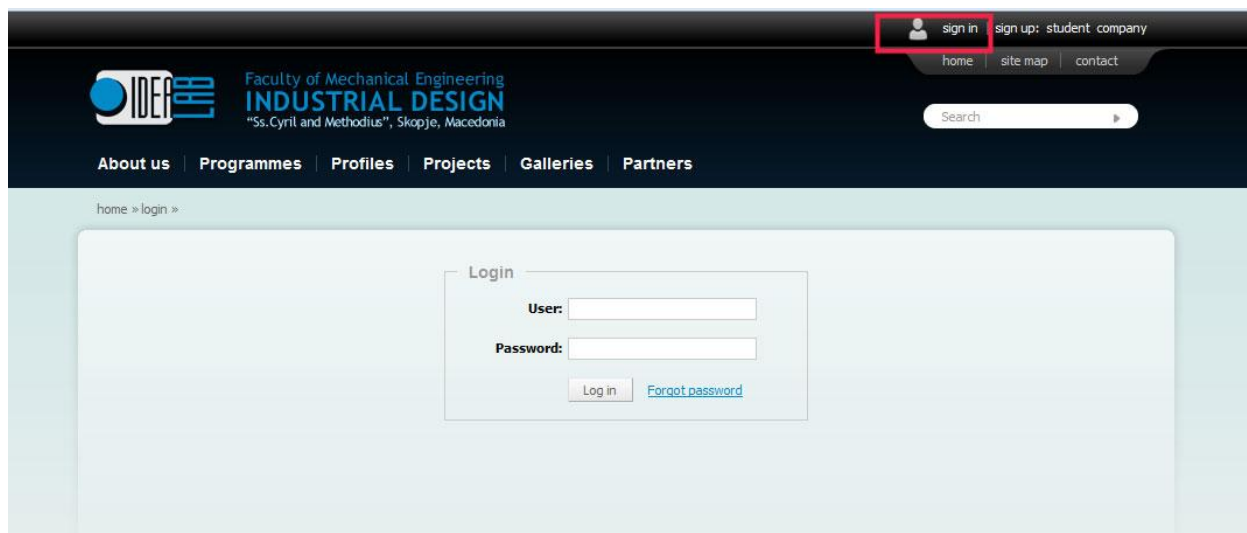 sign in | sign up: student company
home | site map | contact
IDEA LAB
Faculty of Mechanical Engineering
INDUSTRIAL DESIGN
"Ss.Cyril and Methodius", Skopje, Macedonia
Search
About us | Programmes | Profiles | Projects | Galleries | Partners
home » login »
Login
User:
Password:
Log in Forgot password